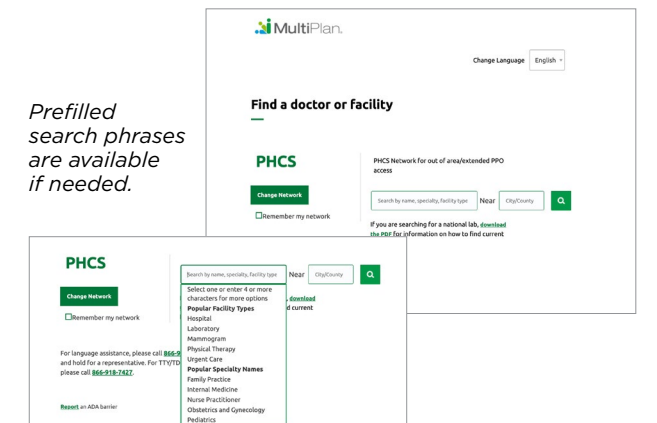 MultiPlan.
Change Language English
Find a doctor or facility
Prefilled
search phrases
are available
if needed.
PHCS
PHCS Network for out of area/extended PPO
access
Change Network
Search by name, specialty, facility type Near City/County
Remember my network
If you are searching for a national lab, download
the PDF for information on how to find current
PHCS
Search by name, specialty, facility type Near City/County
Change Network
Remember my network
Select one or enter 4 or more
characters for more options
, download
Popular Facility Types
d current
Hospital
Laboratory
Mammogram
Physical Therapy
Urgent Care
Popular Specialty Names
Family Practice
Internal Medicine
Nurse Practitioner
Obstetrics and Gynecology
Pediatrics
For language assistance, please call 866-9
and hold for a representative. For TTY/TD
please call 866-918-7427.
Report an ADA barrier